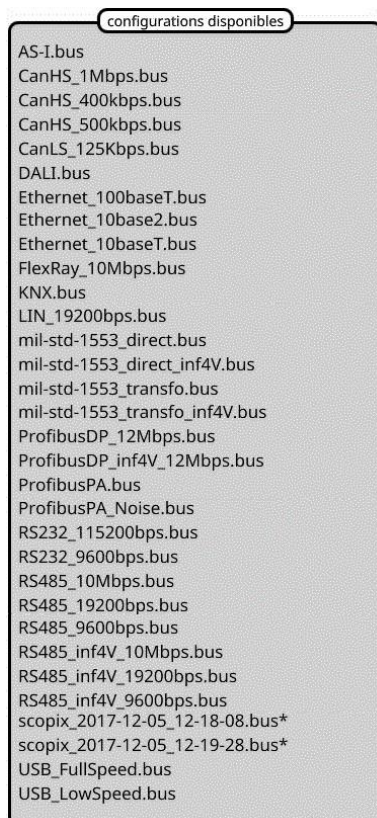 configurations disponibles
AS-I.bus
CanHS_1Mbps.bus
CanHS_400kbps.bus
CanHS_500kbps.bus
CanLS_125Kbps.bus
DALI.bus
Ethernet_100baseT.bus
Ethernet_10base2.bus
Ethernet_10baseT.bus
FlexRay_10Mbps.bus
KNX.bus
LIN_19200bps.bus
mil-std-1553_direct.bus
mil-std-1553_direct_inf4V.bus
mil-std-1553_transfo.bus
mil-std-1553_transfo_inf4V.bus
ProfibusDP_12Mbps.bus
ProfibusDP_inf4V_12Mbps.bus
ProfibusPA.bus
ProfibusPA_Noise.bus
RS232_115200bps.bus
RS232_9600bps.bus
RS485_10Mbps.bus
RS485_19200bps.bus
RS485_9600bps.bus
RS485_inf4V_10Mbps.bus
RS485_inf4V_19200bps.bus
RS485_inf4V_9600bps.bus
scopix_2017-12-05_12-18-08.bus*
scopix_2017-12-05_12-19-28.bus*
USB_FullSpeed.bus
USB_LowSpeed.bus